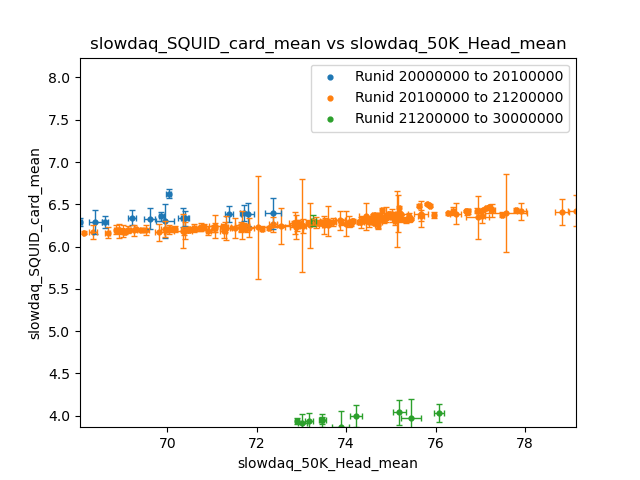 slowdaq_SQUID_card_mean vs slowdaq_50K_Head_mean
Runid 20000000 to 20100000
Runid 20100000 to 21200000
Runid 21200000 to 30000000
slowdaq_SQUID_card_mean
8.0
7.5
7.0
6.5
6.0
5.5
5.0
4.5
4.0
70 72 74 76 78
slowdaq_50K_Head_mean